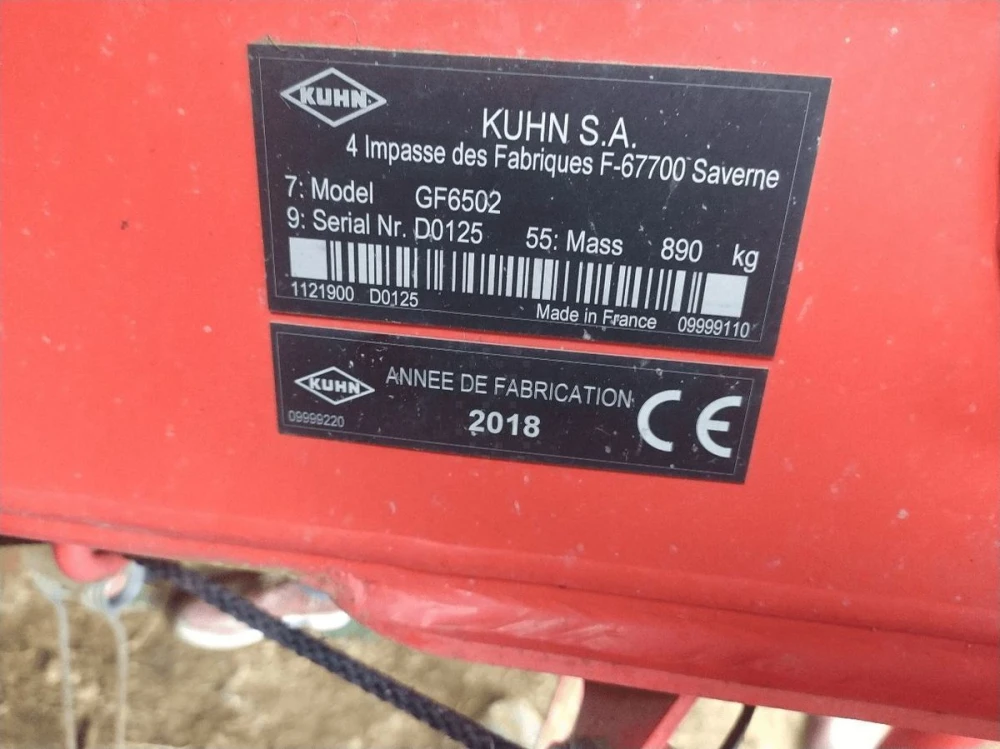 KUHN
KUHN S.A.
4 Impasse des Fabriques F-67700 Saverne
7: Model GF6502
9: Serial Nr. D0125 55: Mass 890 kg
1121900 D0125 Made in France 09999110
KUHN
ANNEE DE FABRICATION
2018
09999220
CE